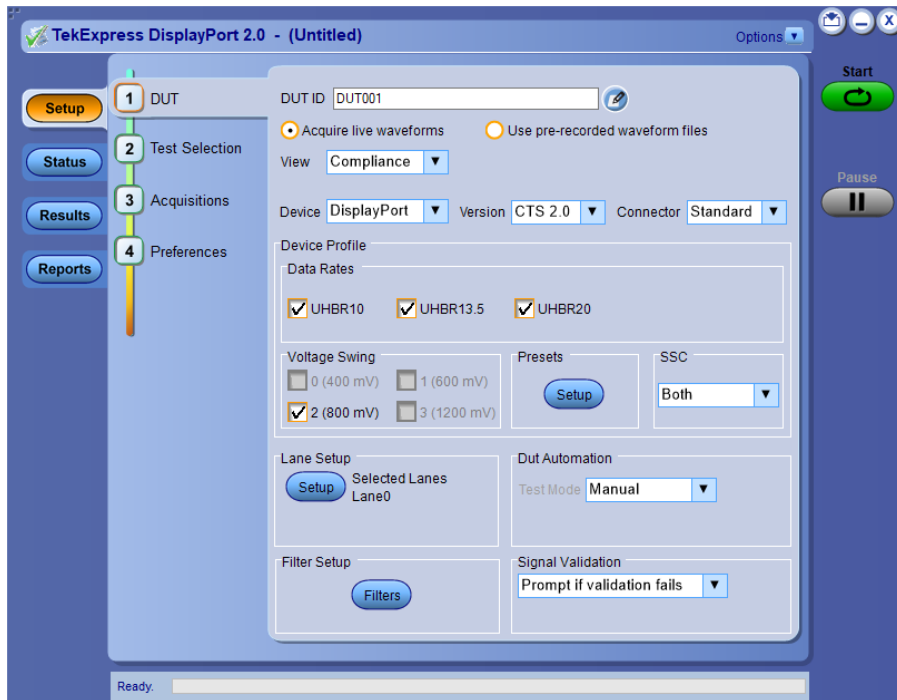 TekExpress DisplayPort 2.0 - (Untitled)
Options
Start
Pause
Setup
Status
Results
Reports
1 DUT
2 Test Selection
3 Acquisitions
4 Preferences
DUT ID DUT001
Acquire live waveforms Use pre-recorded waveform files
View Compliance
Device DisplayPort Version CTS 2.0 Connector Standard
Device Profile
Data Rates
UHBR10 UHBR13.5 UHBR20
Voltage Swing
0 (400 mV) 1 (600 mV)
2 (800 mV) 3 (1200 mV)
Presets
Setup
SSC
Both
Lane Setup
Setup Selected Lanes
Lane0
Dut Automation
Test Mode Manual
Filter Setup
Filters
Signal Validation
Prompt if validation fails
Ready.